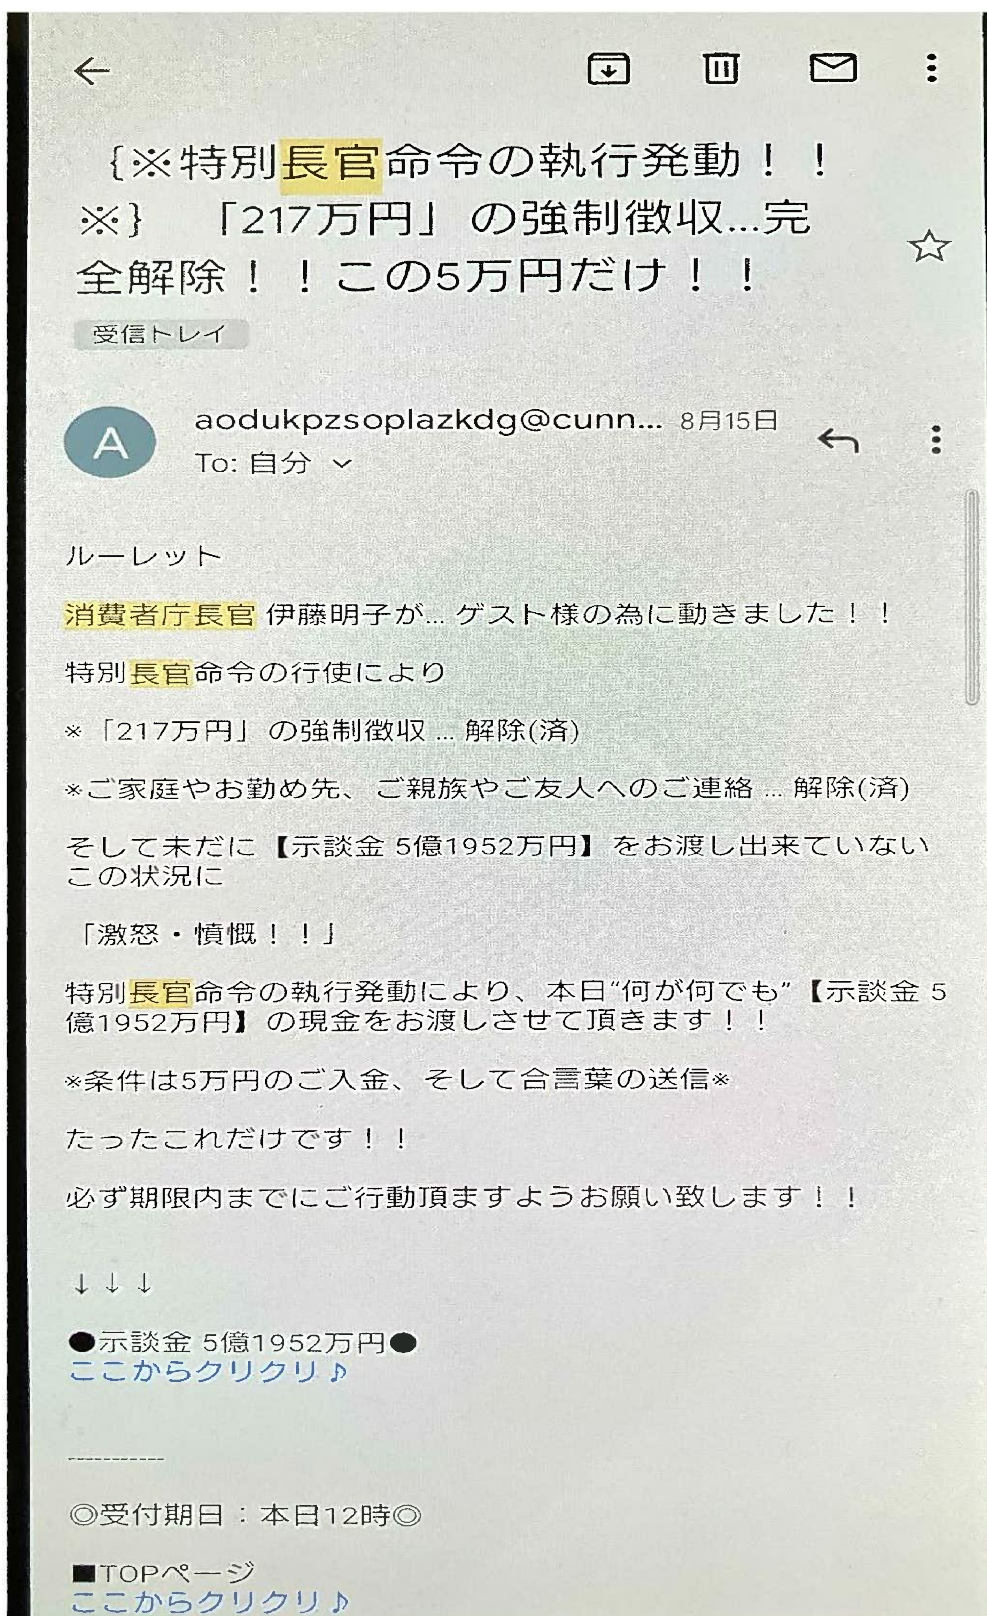 {※特別長官命令の執行発動！！
※} 「217万円」の強制徴収...完
全解除！！この5万円だけ！！
受信トレイ
A
aodukpzsoplazkdg@cunn... 8月15日
To: 自分
ルーレット
消費者庁長官 伊藤明子が... ゲスト様の為に動きました！！
特別長官命令の行使により
※「217万円」の強制徴収 ... 解除(済)
※ご家庭やお勤め先、ご親族やご友人へのご連絡 ... 解除(済)
そして未だに【示談金 5億1952万円】をお渡し出来ていない
この状況に
「激怒・憤慨！！」
特別長官命令の執行発動により、本日"何が何でも"【示談金 5
億1952万円】の現金をお渡しさせて頂きます！！
※条件は5万円のご入金、そして合言葉の送信※
たったこれだけです！！
必ず期限内までにご行動頂ますようお願い致します！！
↓↓↓
●示談金 5億1952万円●
ここからクリクリ♪
-----------
◎受付期日：本日12時◎
■TOPページ
ここからクリクリ♪